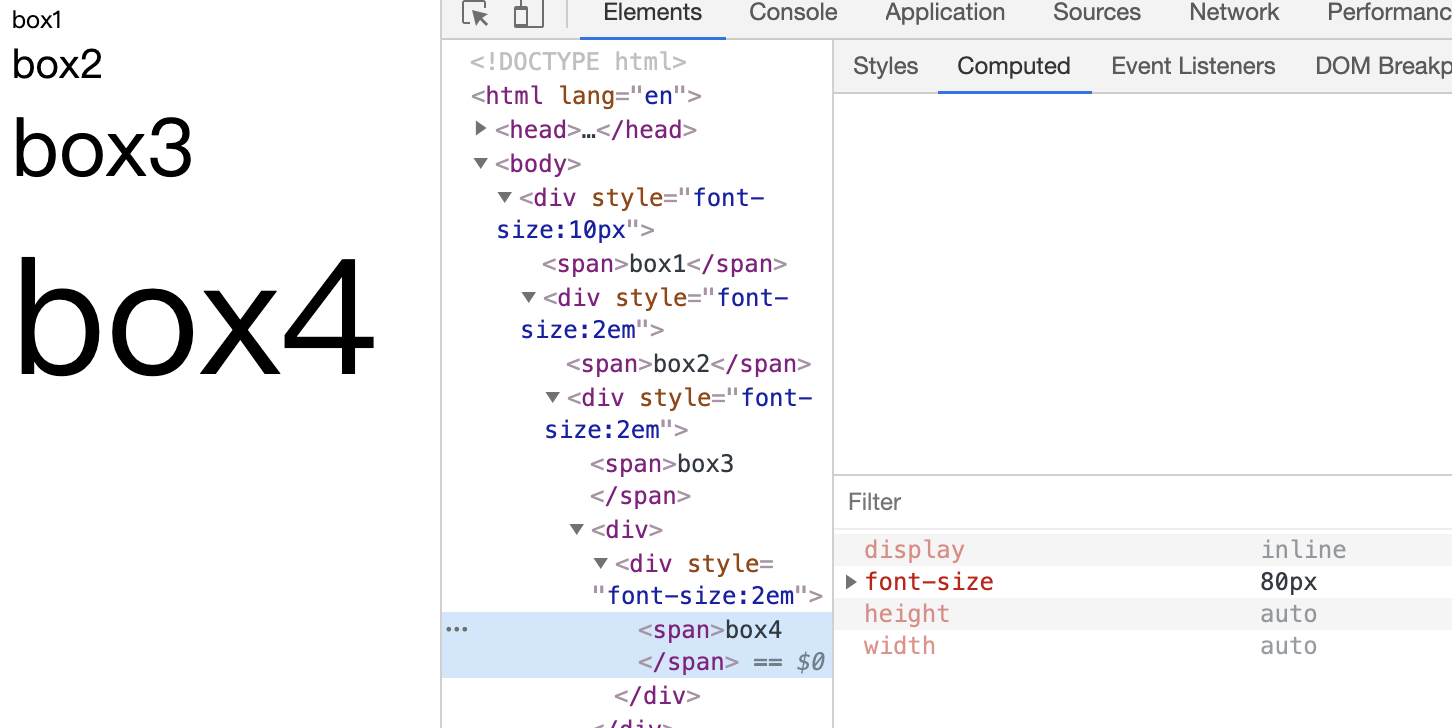 box1
box2
box3
box4
Elements Console Application Sources Network Performanc
<!DOCTYPE html>
<html lang="en">
<head>…</head>
<body>
<div style="font-
size:10px">
<span>box1</span>
<div style="font-
size:2em">
<span>box2</span>
<div style="font-
size:2em">
<span>box3
</span>
<div>
<div style=
"font-size:2em">
<span>box4
</span> == $0
</div>
</div>
Styles Computed Event Listeners DOM Breakp
Filter
display inline
font-size 80px
height auto
width auto